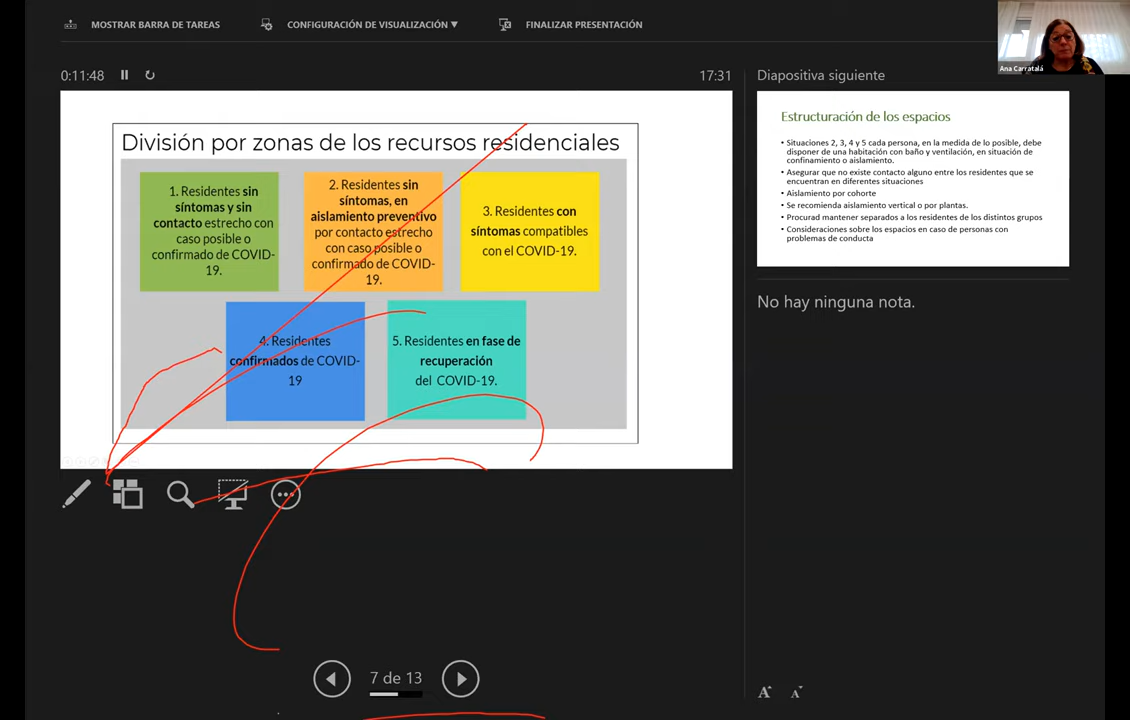 MOSTRAR BARRA DE TAREAS
CONFIGURACIÓN DE VISUALIZACIÓN ▼
FINALIZAR PRESENTACIÓN
Ana Carratalá
0:11:48
17:31
División por zonas de los recursos residenciales
1. Residentes sin
síntomas y sin
contacto estrecho con
caso posible o
confirmado de COVID-
19.
2. Residentes sin
síntomas, en
aislamiento preventivo
por contacto estrecho
con caso posible o
confirmado de COVID-
19.
3. Residentes con
síntomas compatibles
con el COVID-19.
4. Residentes
confirmados de COVID-
19
5. Residentes en fase de
recuperación
del COVID-19.
7 de 13
Diapositiva siguiente
Estructuración de los espacios
• Situaciones 2, 3, 4 y 5 cada persona, en la medida de lo posible, debe
disponer de una habitación con baño y ventilación, en situación de
confinamiento o aislamiento.
• Asegurar que no existe contacto alguno entre los residentes que se
encuentran en diferentes situaciones
• Aislamiento por cohorte
• Se recomienda aislamiento vertical o por plantas.
• Procurad mantener separados a los residentes de los distintos grupos
• Consideraciones sobre los espacios en caso de personas con
problemas de conducta
No hay ninguna nota.
A A